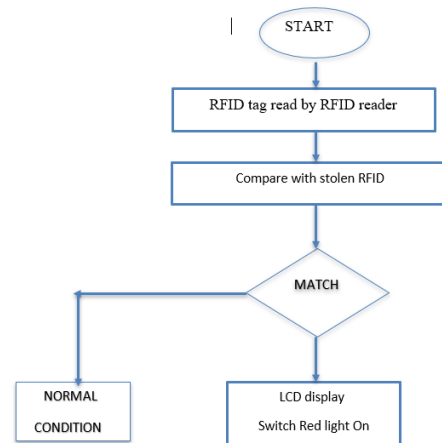 START
RFID tag read by RFID reader
Compare with stolen RFID
MATCH
NORMAL
CONDITION
LCD display
Switch Red light On